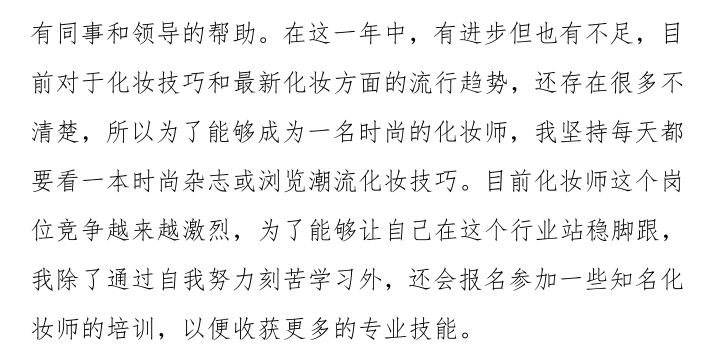 有同事和领导的帮助。在这一年中，有进步但也有不足，目
前对于化妆技巧和最新化妆方面的流行趋势，还存在很多不
清楚，所以为了能够成为一名时尚的化妆师，我坚持每天都
要看一本时尚杂志或浏览潮流化妆技巧。目前化妆师这个岗
位竞争越来越激烈，为了能够让自己在这个行业站稳脚跟，
我除了通过自我努力刻苦学习外，还会报名参加一些知名化
妆师的培训，以便收获更多的专业技能。